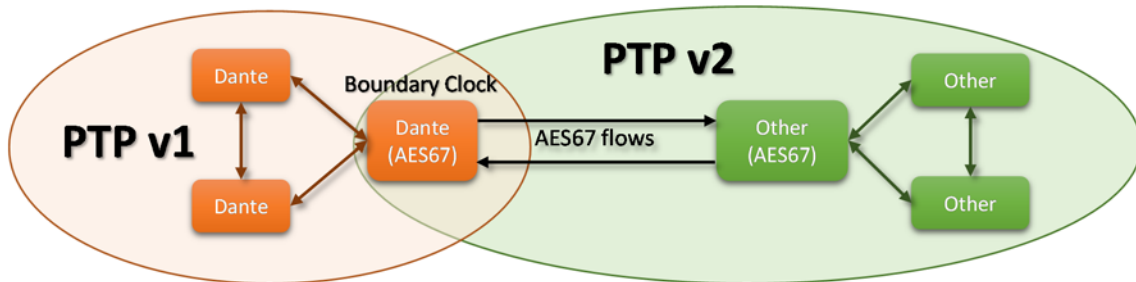 PTP v1
Dante
Dante
Boundary Clock
Dante
(AES67)
AES67 flows
PTP v2
Other
(AES67)
Other
Other